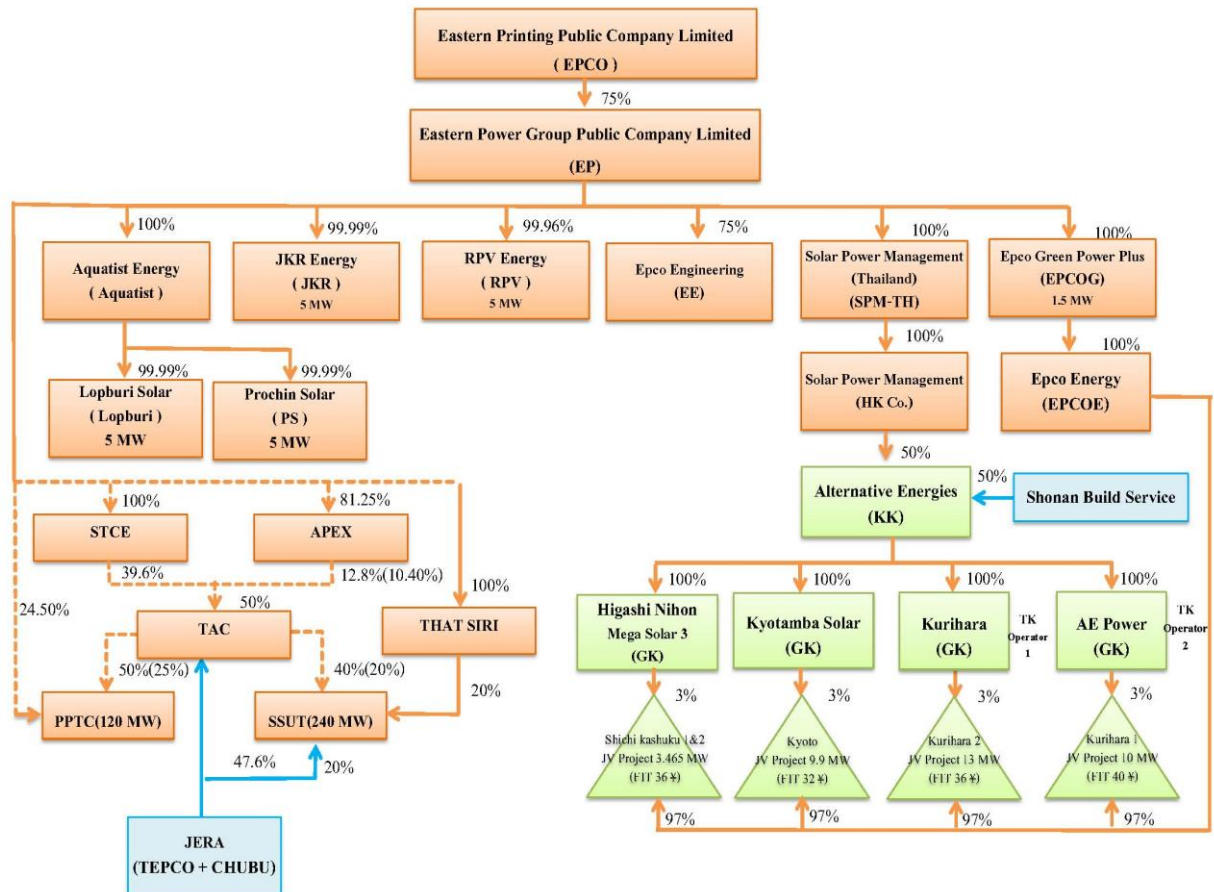 Eastern Printing Public Company Limited
( EPCO )
75%
Eastern Power Group Public Company Limited
(EP)
100%
Aquatist Energy
( Aquatist )
99.99%
JKR Energy
( JKR )
5 MW
99.96%
RPV Energy
( RPV )
5 MW
75%
Epco Engineering
(EE)
100%
Solar Power Management
(Thailand)
(SPM-TH)
100%
Epco Green Power Plus
(EPCOG)
1.5 MW
99.99%
Lopburi Solar
( Lopburi )
5 MW
99.99%
Prochin Solar
( PS )
5 MW
100%
Solar Power Management
(HK Co.)
100%
Epco Energy
(EPCOE)
50%
Alternative Energies
(KK)
50%
Shonan Build Service
100%
STCE
81.25%
APEX
39.6%
12.8%(10.40%)
24.50%
50%
TAC
100%
THAT SIRI
50%(25%)
40%(20%)
20%
PPTC(120 MW)
SSUT(240 MW)
47.6%
20%
JERA
(TEPCO + CHUBU)
100%
Higashi Nihon
Mega Solar 3
(GK)
100%
Kyotamba Solar
(GK)
100%
Kurihara
(GK)
TK
Operator
1
100%
AE Power
(GK)
TK
Operator
2
3%
Shichi kashuku 1&2
JV Project 3.465 MW
(FIT 36 ¥)
3%
Kyoto
JV Project 9.9 MW
(FIT 32 ¥)
3%
Kurihara 2
JV Project 13 MW
(FIT 36 ¥)
3%
Kurihara 1
JV Project 10 MW
(FIT 40 ¥)
97%
97%
97%
97%